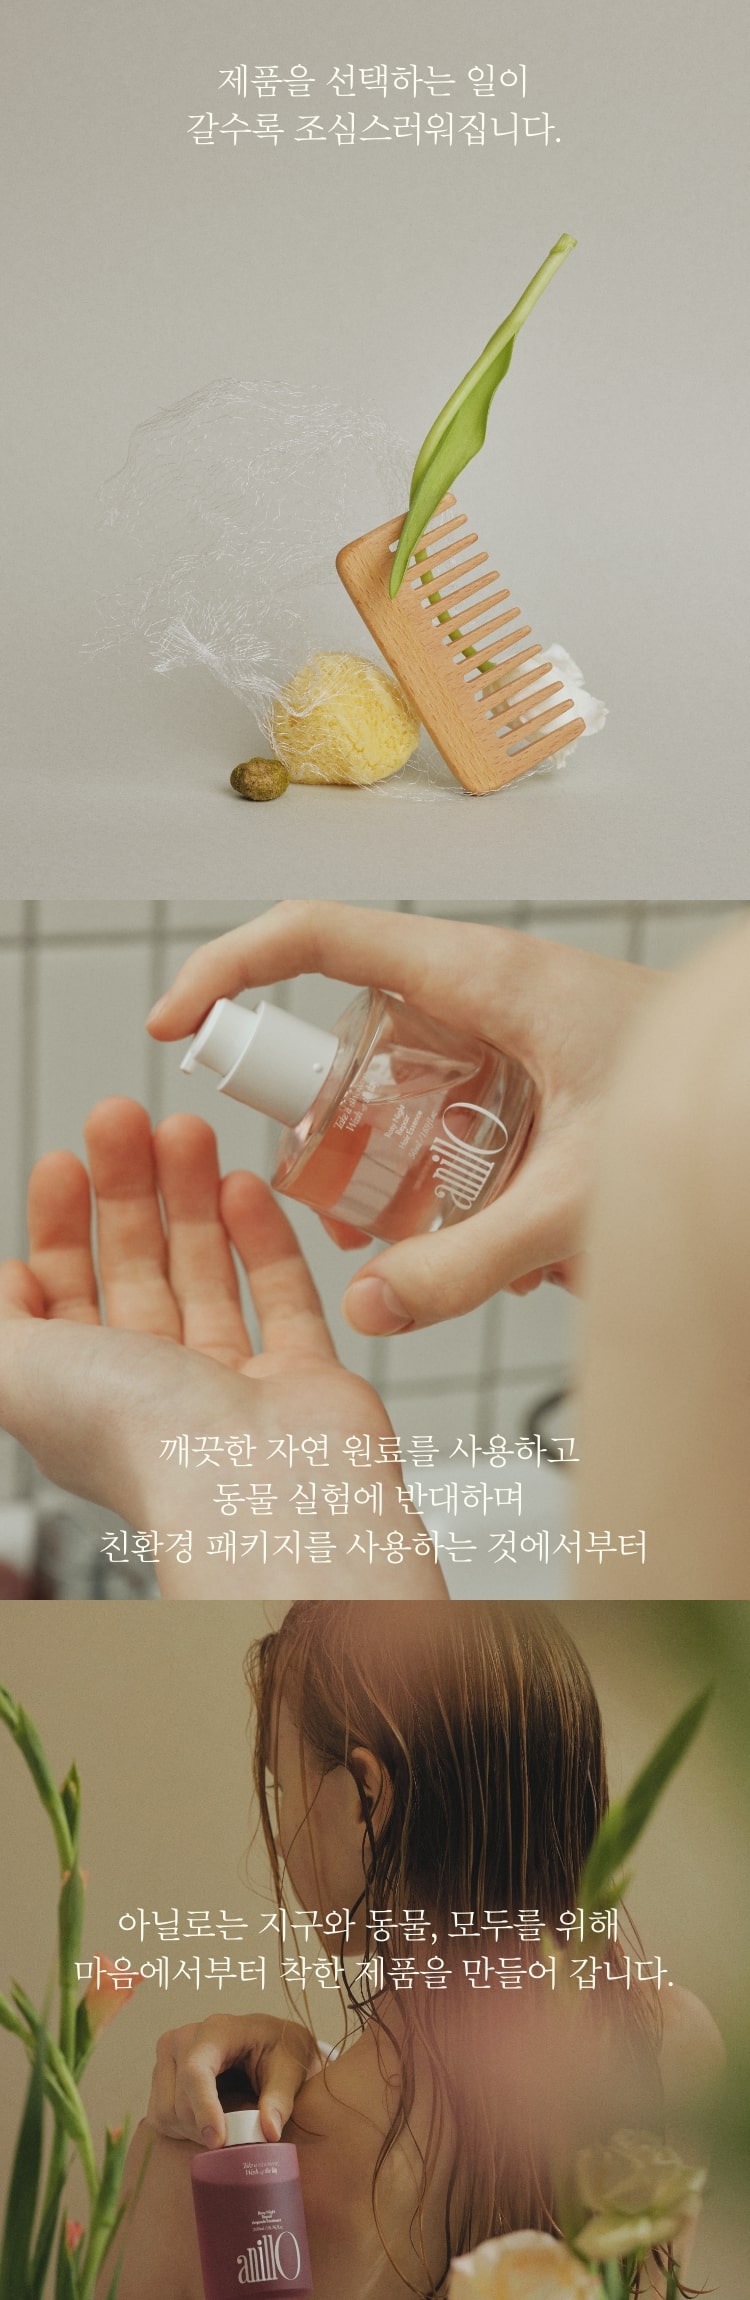 제품을 선택하는 일이
갈수록 조심스러워집니다.
anillO
깨끗한 자연 원료를 사용하고
동물 실험에 반대하며
친환경 패키지를 사용하는 것에서부터
아닐로는 지구와 동물, 모두를 위해
마음에서부터 착한 제품을 만들어 갑니다.
anillO